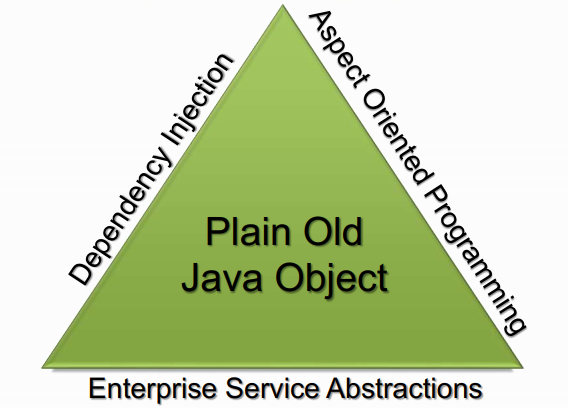 Dependency Injection
Aspect Oriented Programming
Plain Old
Java Object
Enterprise Service Abstractions